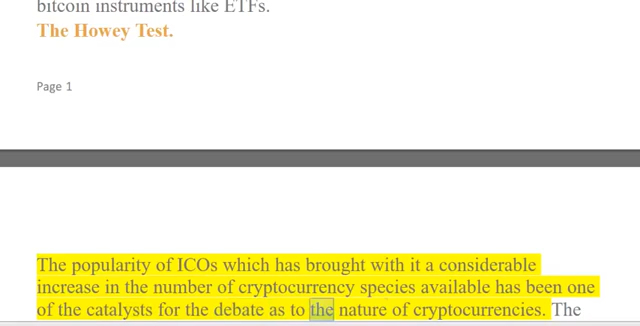 bitcoin instruments like ETFs.
The Howey Test.
Page 1
The popularity of ICOs which has brought with it a considerable
increase in the number of cryptocurrency species available has been one
of the catalysts for the debate as to the nature of cryptocurrencies. The